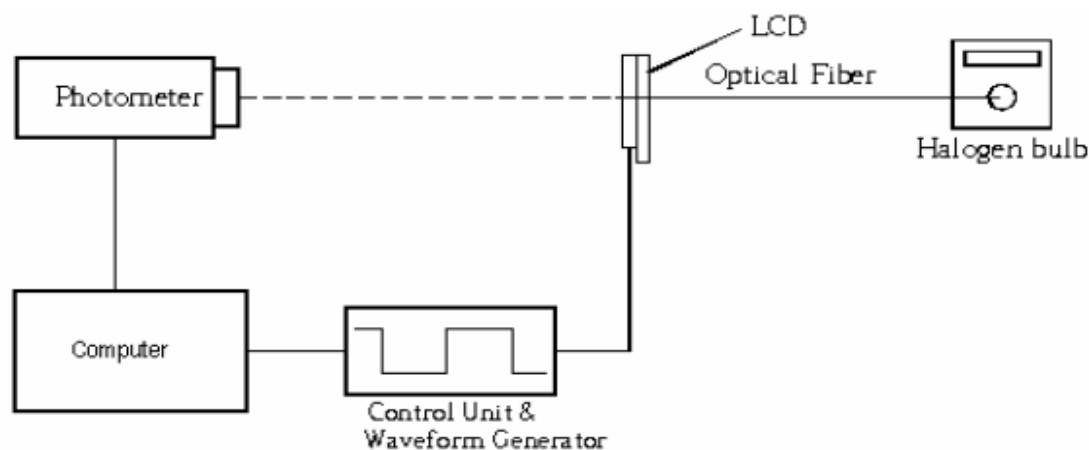 LCD
Photometer
Optical Fiber
Halogen bulb
Computer
Control Unit &
Waveform Generator